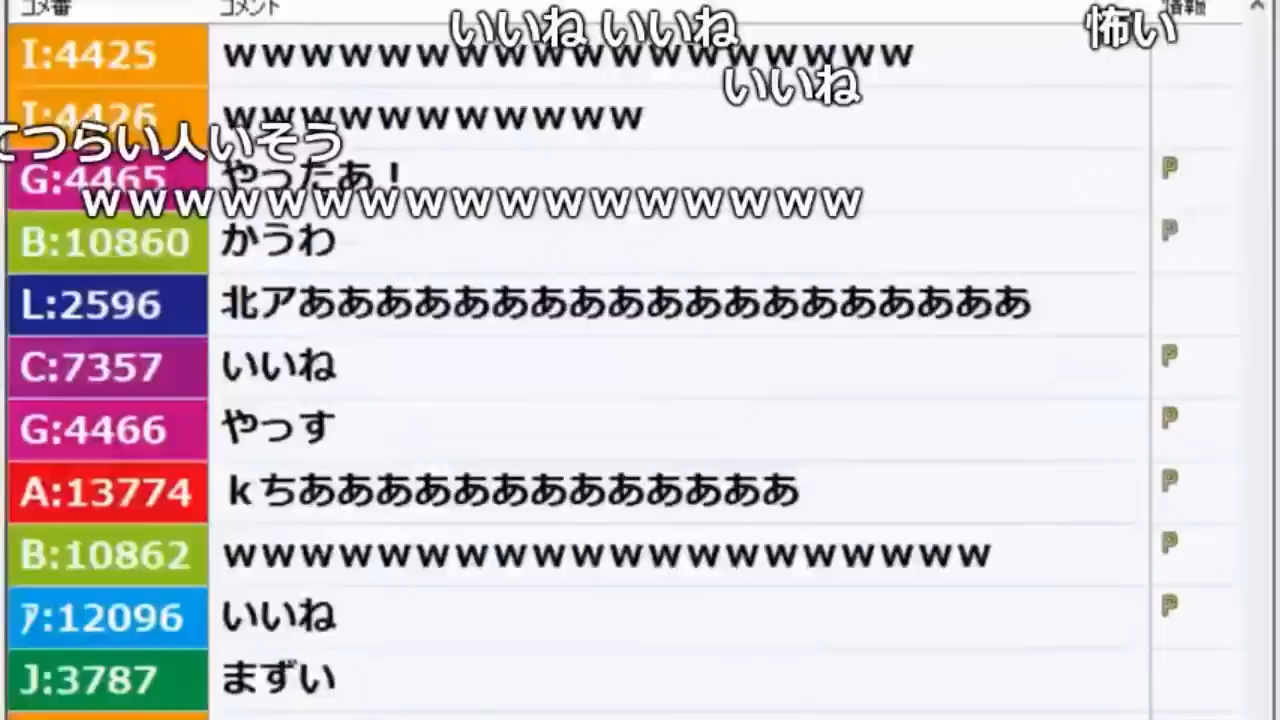 コメ番 コメント
いいね いいね
怖い
I:4425 ｗｗｗｗｗｗｗｗｗｗｗｗｗｗｗｗｗｗ
いいね
I:4426 ｗｗｗｗｗｗｗｗｗｗｗ
てつらい人いそう
G:4465 やったあ！ P
ｗｗｗｗｗｗｗｗｗｗｗｗｗｗｗｗｗ
B:10860 かうわ P
L:2596 北アあああああああああああああああああああ
C:7357 いいね P
G:4466 やっす P
A:13774 ｋちあああああああああああああ P
B:10862 ｗｗｗｗｗｗｗｗｗｗｗｗｗｗｗｗｗｗｗｗ P
ｱ:12096 いいね P
J:3787 まずい